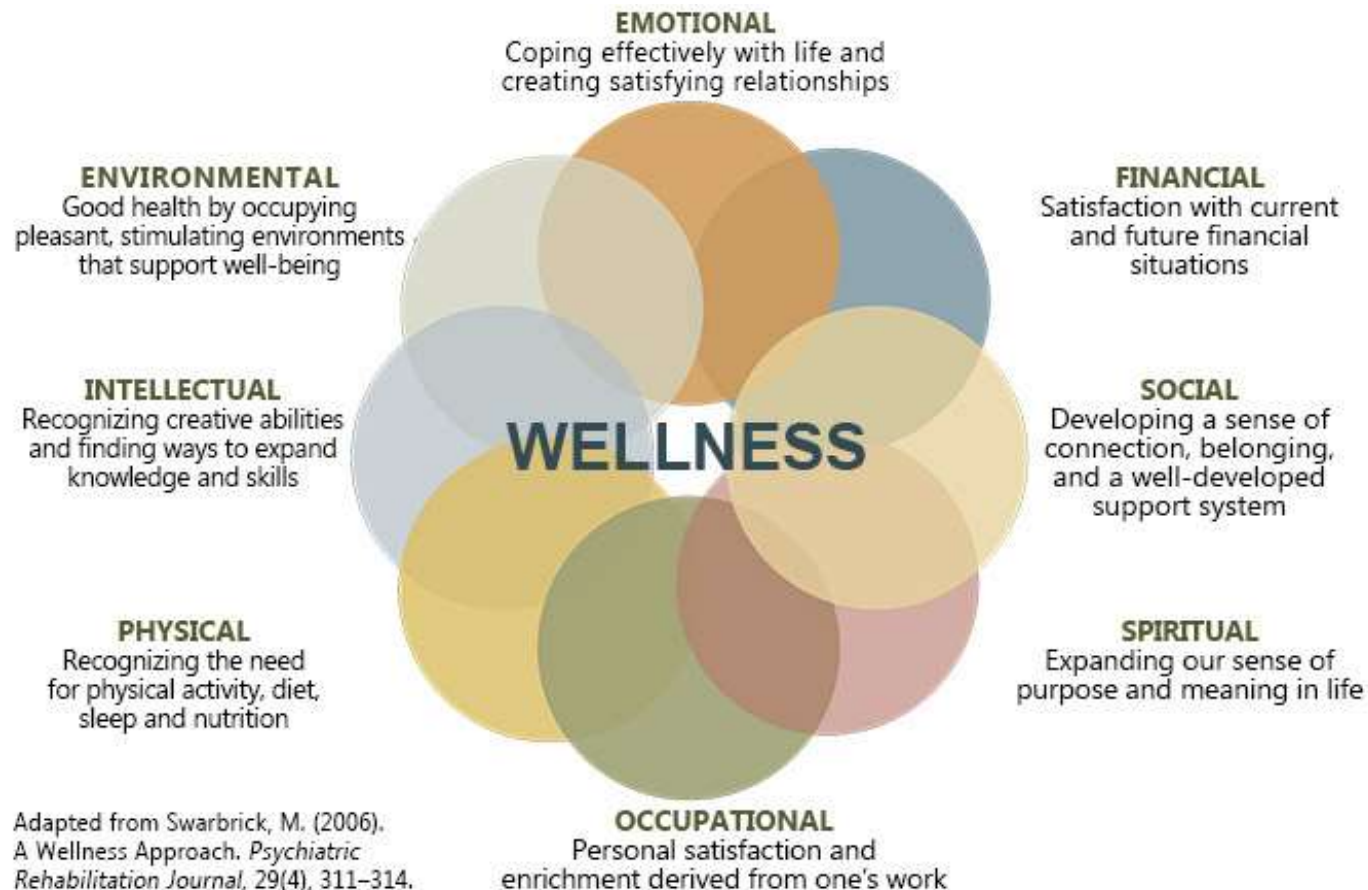 EMOTIONAL
Coping effectively with life and
creating satisfying relationships
ENVIRONMENTAL
Good health by occupying
pleasant, stimulating environments
that support well-being
FINANCIAL
Satisfaction with current
and future financial
situations
INTELLECTUAL
Recognizing creative abilities
and finding ways to expand
knowledge and skills
WELLNESS
SOCIAL
Developing a sense of
connection, belonging,
and a well-developed
support system
PHYSICAL
Recognizing the need
for physical activity, diet,
sleep and nutrition
SPIRITUAL
Expanding our sense of
purpose and meaning in life
Adapted from Swarbrick, M. (2006).
A Wellness Approach. Psychiatric
Rehabilitation Journal, 29(4), 311–314.
OCCUPATIONAL
Personal satisfaction and
enrichment derived from one's work